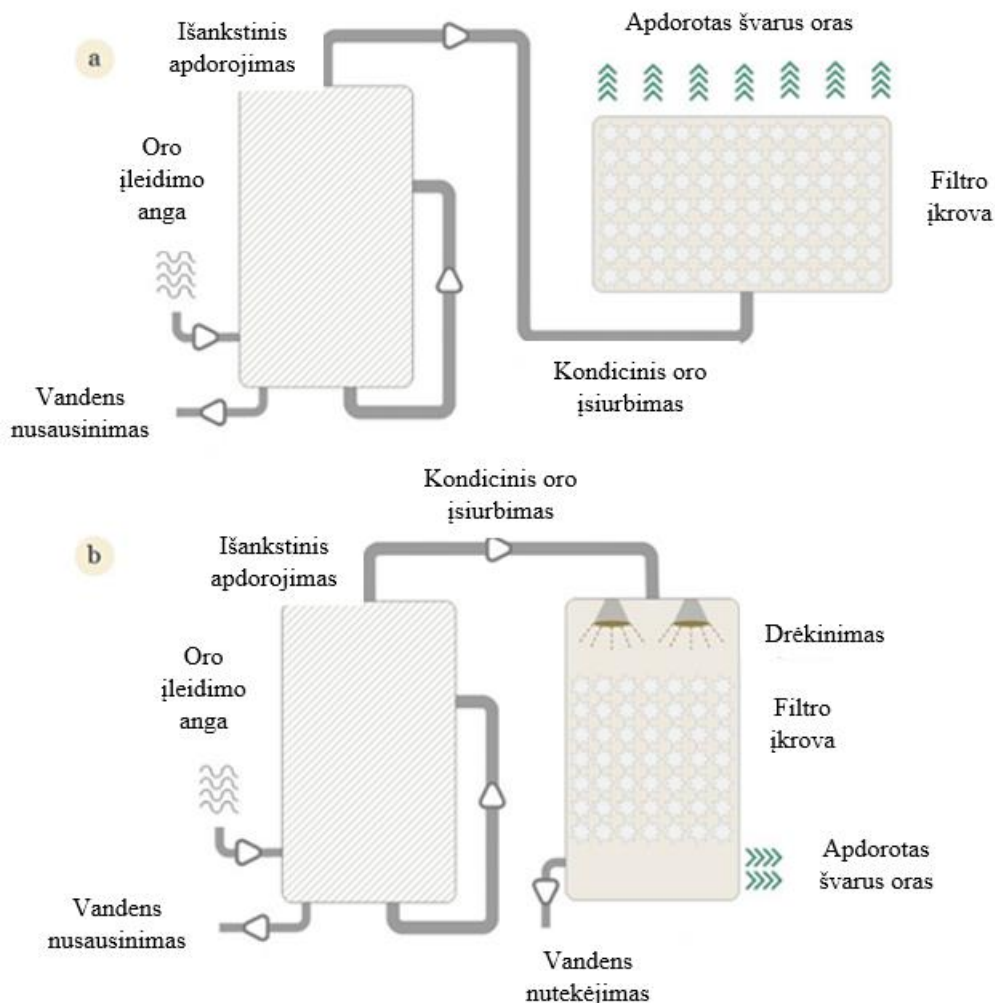 a
Išankstinis
apdorojimas
Apdorotas švarus oras
Oro
įleidimo
anga
Filtro
įkrova
Vandens
nusausinimas
Kondicinis oro
įsiurbimas
Kondicinis oro
įsiurbimas
b
Išankstinis
apdorojimas
Drėkinimas
Oro
įleidimo
anga
Filtro
įkrova
Apdorotas
švarus oras
Vandens
nusausinimas
Vandens
nutekėjimas